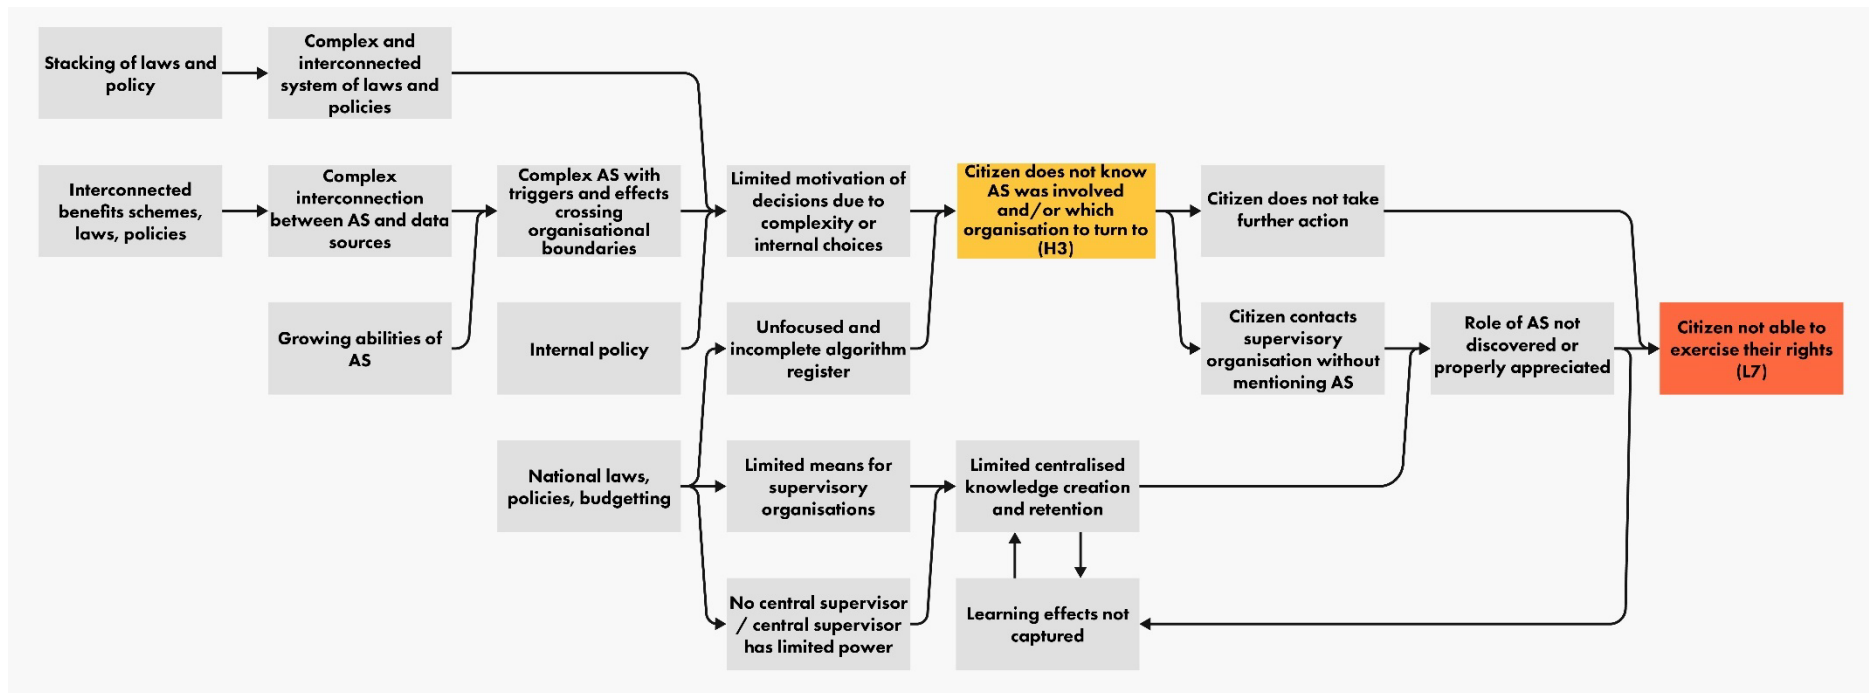 Stacking of laws and
policy
Complex and
interconnected
system of laws and
policies
Interconnected
benefits schemes,
laws, policies
Complex
interconnection
between AS and data
sources
Complex AS with
triggers and effects
crossing
organisational
boundaries
Limited motivation of
decisions due to
complexity or
internal choices
Citizen does not know
AS was involved
and/or which
organisation to turn to
(H3)
Citizen does not take
further action
Growing abilities of
AS
Internal policy
Unfocused and
incomplete algorithm
register
Citizen contacts
supervisory
organisation without
mentioning AS
Role of AS not
discovered or
properly appreciated
Citizen not able to
exercise their rights
(L7)
National laws,
policies, budgetting
Limited means for
supervisory
organisations
Limited centralised
knowledge creation
and retention
No central supervisor
/ central supervisor
has limited power
Learning effects not
captured